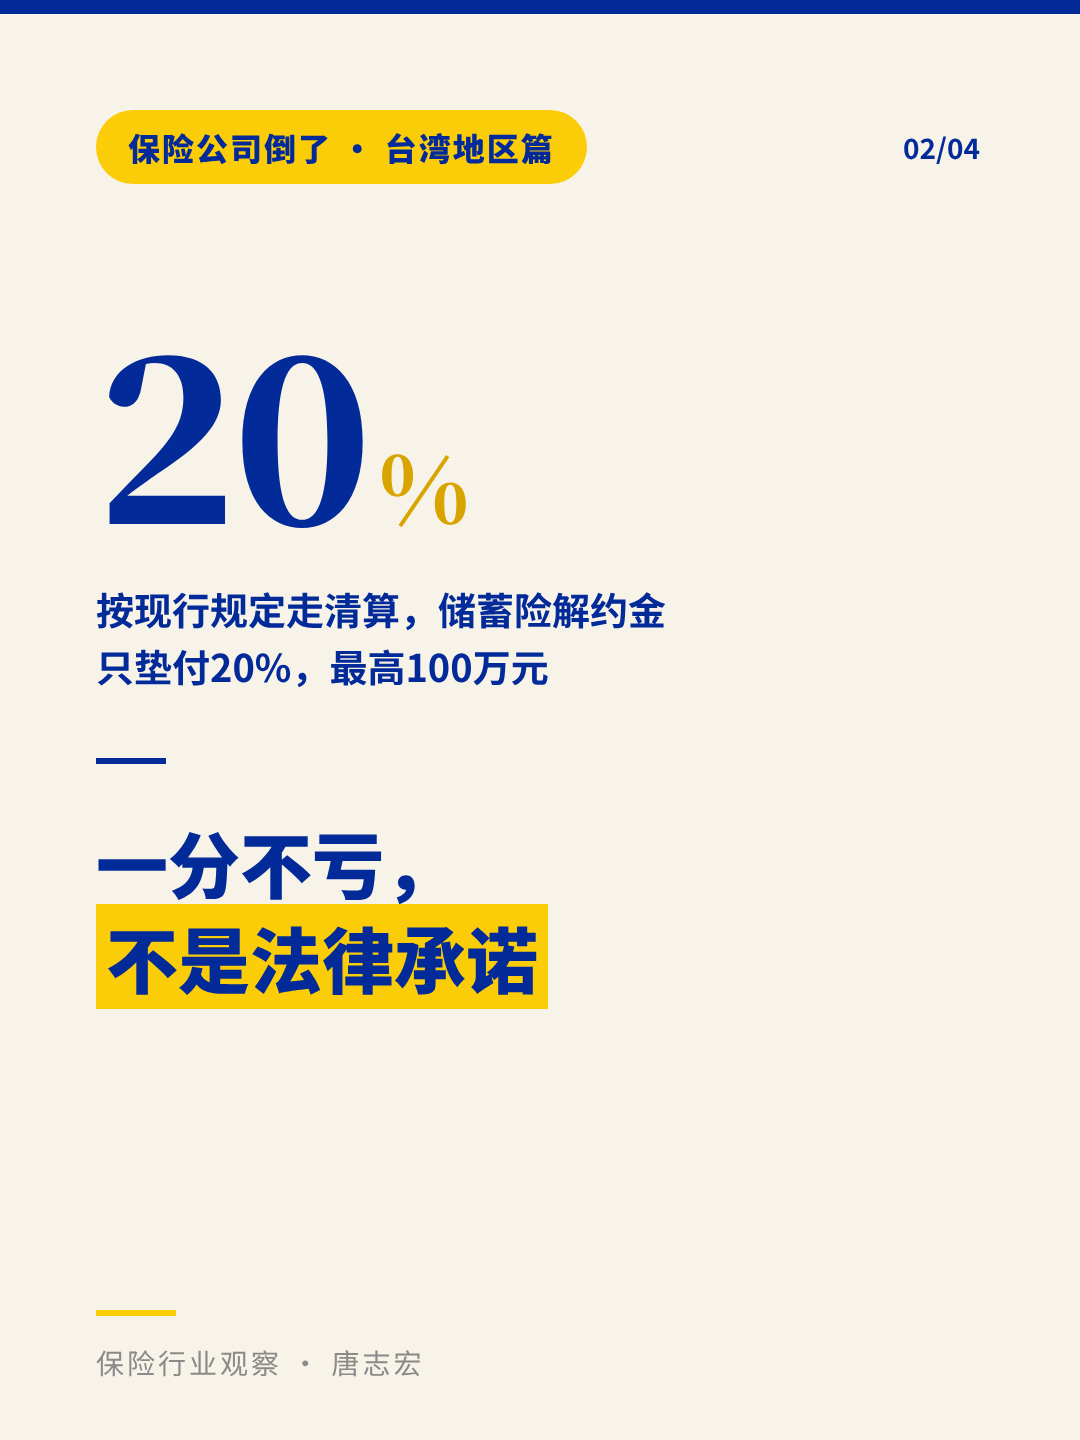 保险公司倒了 · 台湾地区篇
02/04
20%
按现行规定走清算，储蓄险解约金
只垫付20%，最高100万元
一分不亏，
不是法律承诺
保险行业观察 · 唐志宏